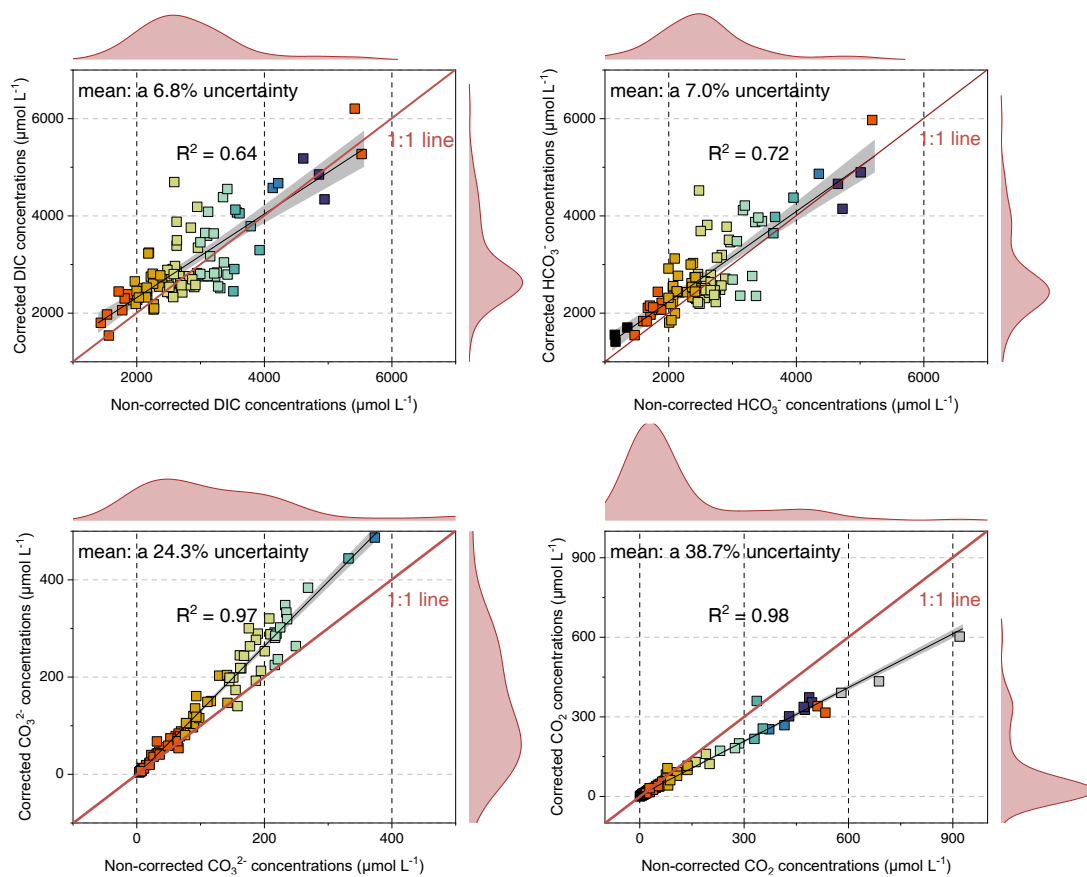 mean: a 6.8% uncertainty
1:1 line
R² = 0.64
6000
4000
2000
2000
4000
6000
Corrected DIC concentrations (µmol L⁻¹)
Non-corrected DIC concentrations (µmol L⁻¹)
mean: a 7.0% uncertainty
1:1 line
R² = 0.72
6000
4000
2000
2000
4000
6000
Corrected HCO₃⁻ concentrations (µmol L⁻¹)
Non-corrected HCO₃⁻ concentrations (µmol L⁻¹)
mean: a 24.3% uncertainty
1:1 line
R² = 0.97
400
200
0
0
200
400
Corrected CO₃²⁻ concentrations (µmol L⁻¹)
Non-corrected CO₃²⁻ concentrations (µmol L⁻¹)
mean: a 38.7% uncertainty
1:1 line
R² = 0.98
900
600
300
0
0
300
600
900
Corrected CO₂ concentrations (µmol L⁻¹)
Non-corrected CO₂ concentrations (µmol L⁻¹)